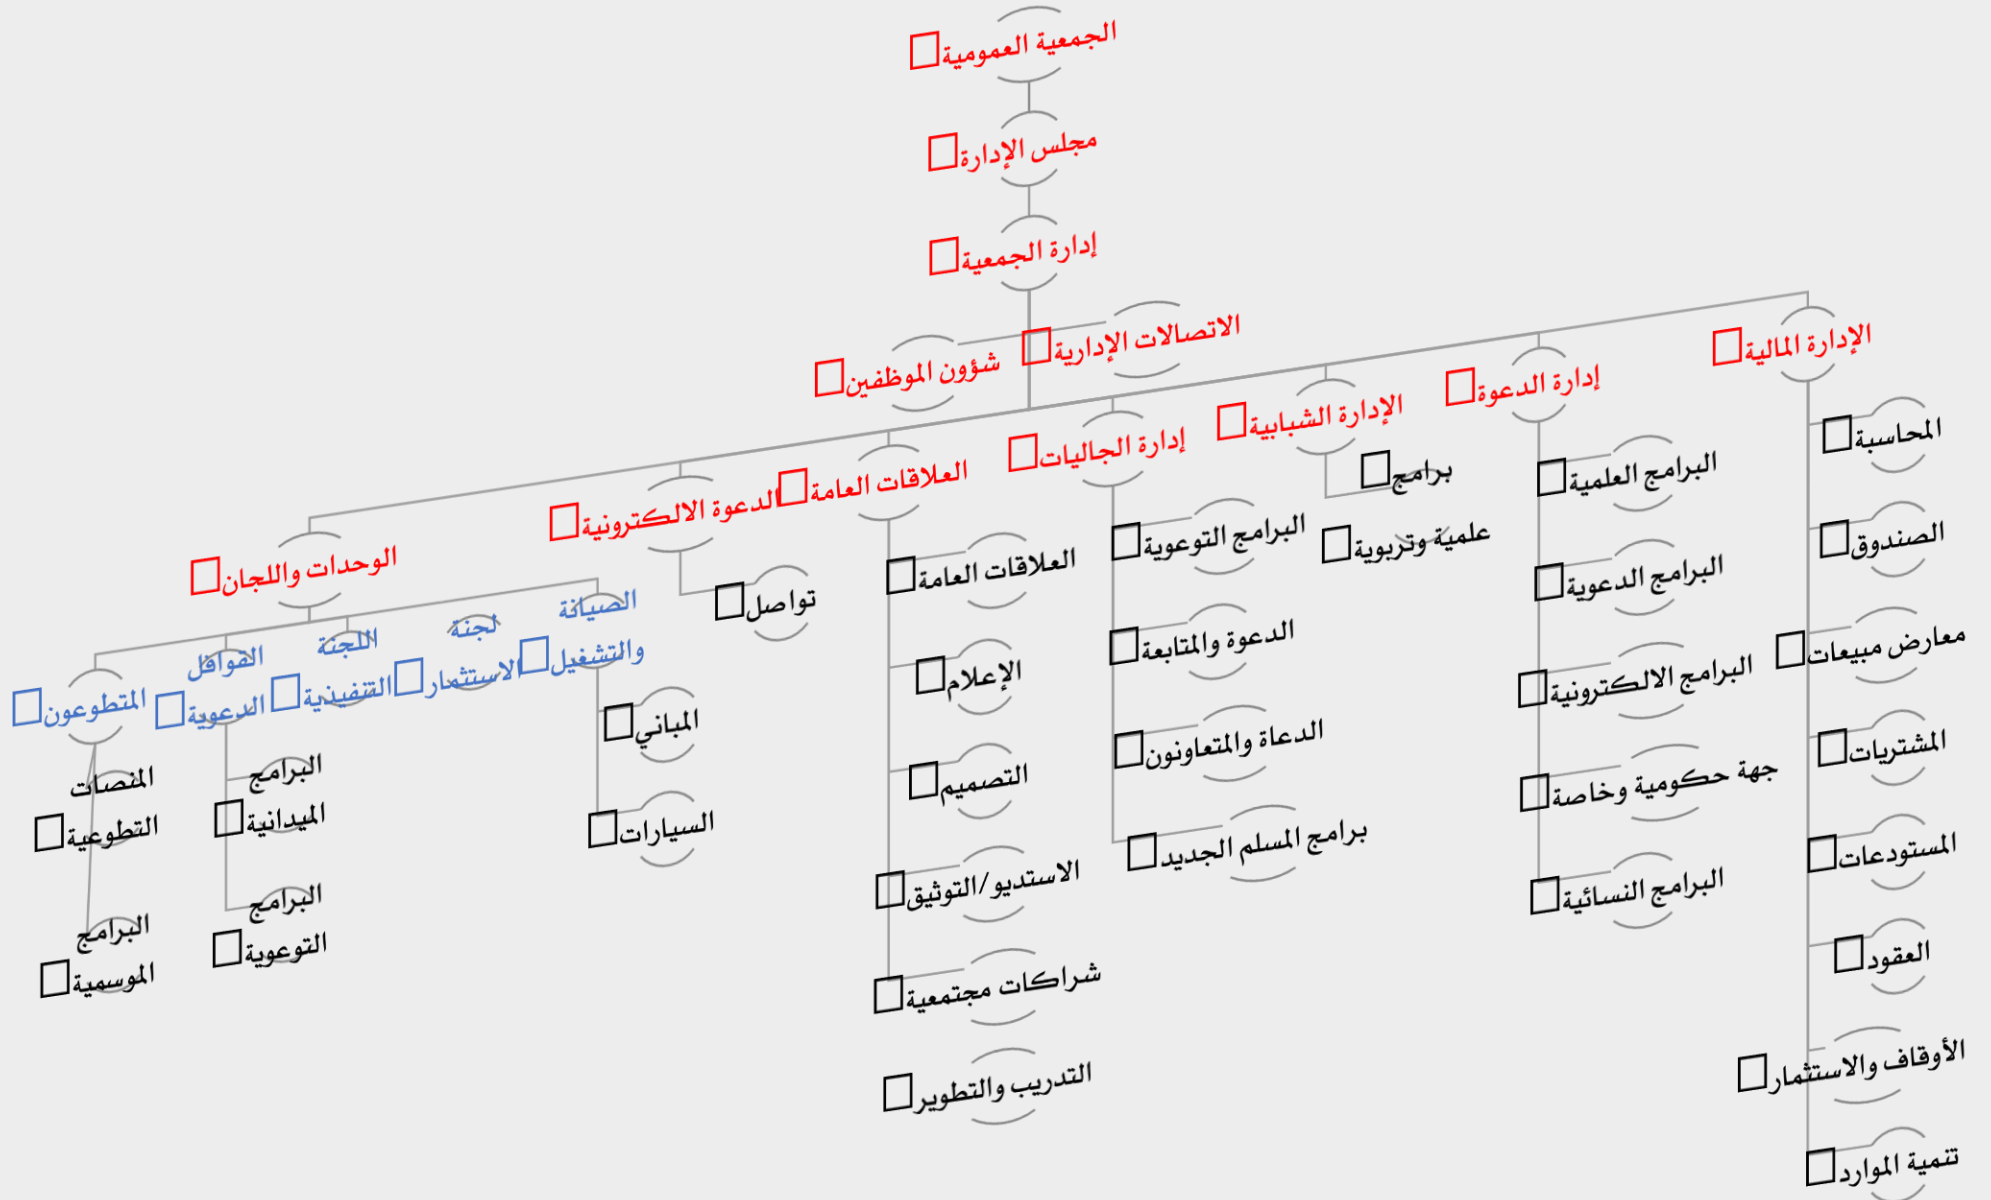 الجمعية العمومية
مجلس الإدارة
إدارة الجمعية
الاتصالات الإدارية
شؤون الموظفين
الإدارة المالية
المحاسبة
الصندوق
معارض مبيعات
المشتريات
المستودعات
العقود
الأوقاف والاستثمار
تنمية الموارد
إدارة الدعوة
البرامج العلمية
البرامج الدعوية
البرامج الالكترونية
جهة حكومية وخاصة
البرامج النسائية
الإدارة الشبابية
برامج
علمية وتربوية
إدارة الجاليات
البرامج التوعوية
الدعوة والمتابعة
الدعاة والمتعاونون
برامج المسلم الجديد
العلاقات العامة
العلاقات العامة
الإعلام
التصميم
الاستديو/التوثيق
شراكات مجتمعية
التدريب والتطوير
الدعوة الالكترونية
تواصل
الوحدات واللجان
الصيانة
والتشغيل
المباني
السيارات
لجنة
الاستثمار
اللجنة
التنفيذية
القوافل
الدعوية
البرامج
الميدانية
البرامج
التوعوية
المتطوعون
المنصات
التطوعية
البرامج
الموسمية